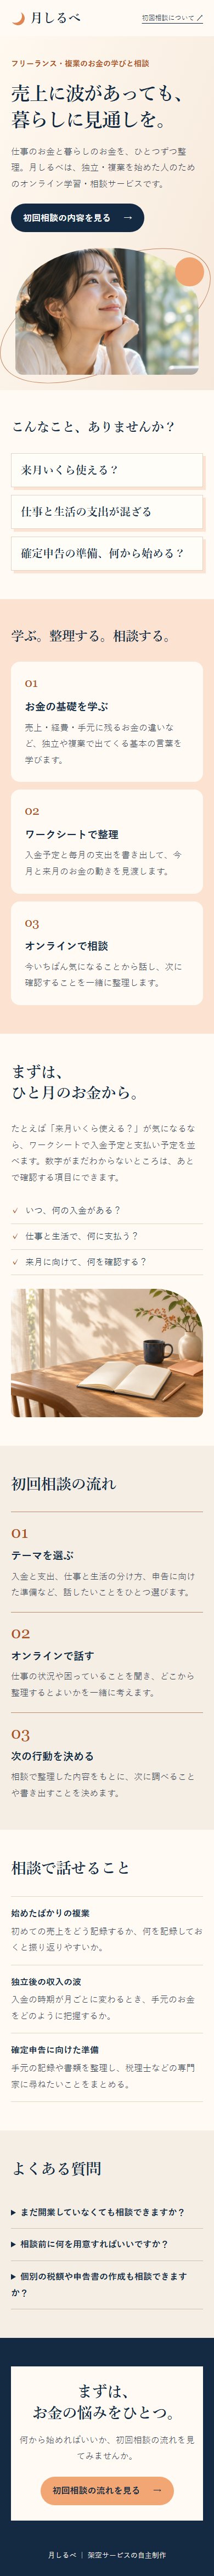 月しるべ
初回相談について ↗
フリーランス・複業のお金の学びと相談
売上に波があっても、
暮らしに見通しを。
仕事のお金と暮らしのお金を、ひとつずつ整
理。月しるべは、独立・複業を始めた人のため
のオンライン学習・相談サービスです。
初回相談の内容を見る →
こんなこと、ありませんか？
来月いくら使える？
仕事と生活の支出が混ざる
確定申告の準備、何から始める？
学ぶ。整理する。相談する。
01
お金の基礎を学ぶ
売上・経費・手元に残るお金の違いな
ど、独立や複業で出てくる基本の言葉を
学びます。
02
ワークシートで整理
入金予定と毎月の支出を書き出して、今
月と来月のお金の動きを見渡します。
03
オンラインで相談
今いちばん気になることから話し、次に
確認することを一緒に整理します。
まずは、
ひと月のお金から。
たとえば「来月いくら使える？」が気になるな
ら、ワークシートで入金予定と支払い予定を並
べます。数字がまだわからないところは、あと
で確認する項目にできます。
✓ いつ、何の入金がある？
✓ 仕事と生活で、何に支払う？
✓ 来月に向けて、何を確認する？
初回相談の流れ
01
テーマを選ぶ
入金と支出、仕事と生活の分け方、申告に向け
た準備など、話したいことをひとつ選びます。
02
オンラインで話す
仕事の状況や困っていることを聞き、どこから
整理するとよいかを一緒に考えます。
03
次の行動を決める
相談で整理した内容をもとに、次に調べること
や書き出すことを決めます。
相談で話せること
始めたばかりの複業
初めての売上をどう記録するか、何を記録してお
くと振り返りやすいか。
独立後の収入の波
入金の時期が月ごとに変わるとき、手元のお金
をどのように把握するか。
確定申告に向けた準備
手元の記録や書類を整理し、税理士などの専門
家に尋ねたいことをまとめる。
よくある質問
▶ まだ開業していなくても相談できますか？
▶ 相談前に何を用意すればいいですか？
▶ 個別の税額や申告書の作成も相談できます
か？
まずは、
お金の悩みをひとつ。
何から始めればいいか、初回相談の流れを見
てみませんか。
初回相談の流れを見る →
月しるべ ｜ 架空サービスの自主制作